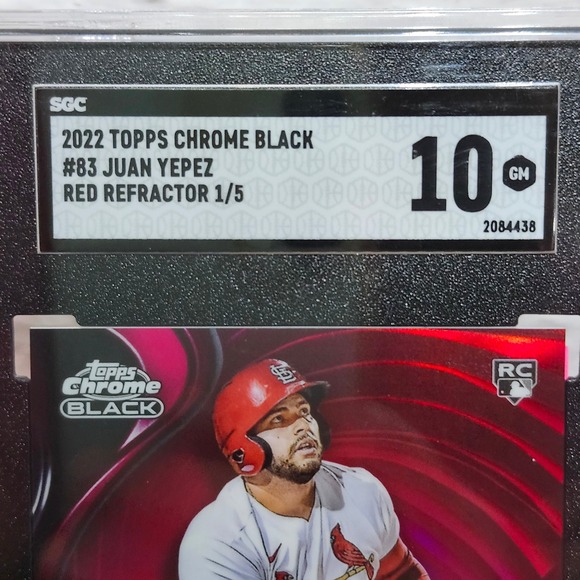 SGC
2022 TOPPS CHROME BLACK
#83 JUAN YEPEZ
RED REFRACTOR 1/5
10
GM
2084438
topps
Chrome
BLACK
RC
STL